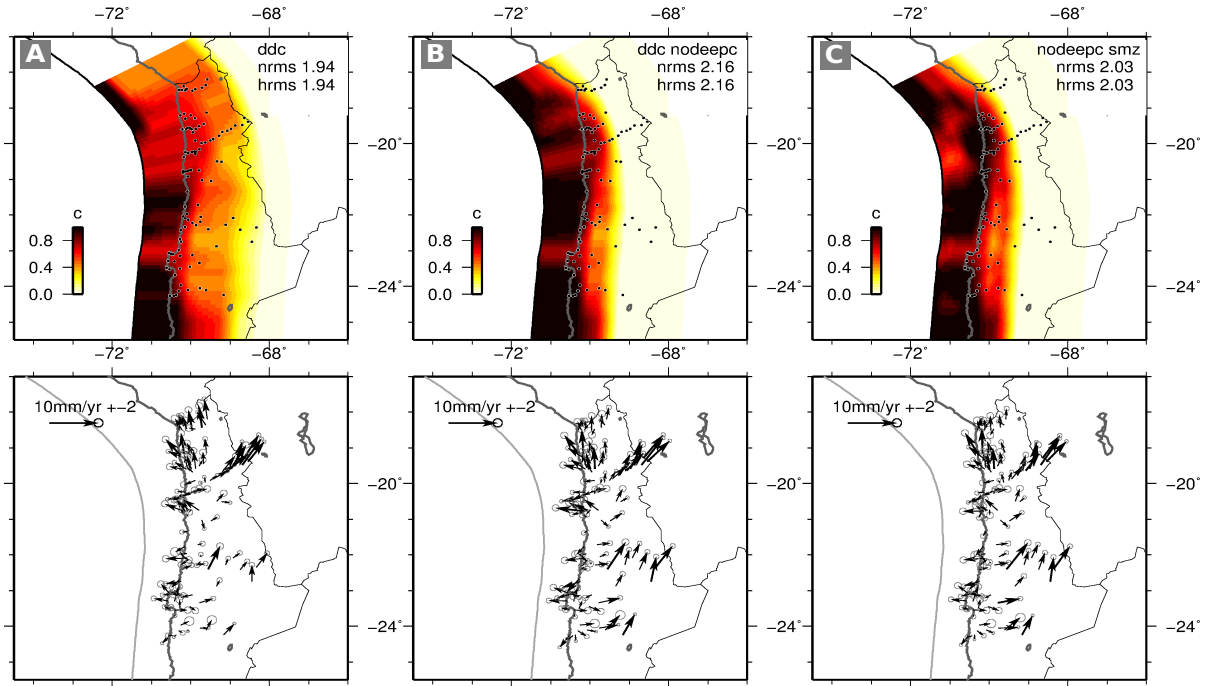 −72˚ −68˚ −72˚ −68˚ −72˚ −68˚
A ddc B ddc nodeepc C nodeepc smz
nrms 1.94 nrms 2.16 nrms 2.03
hrms 1.94 hrms 2.16 hrms 2.03
−20˚ −20˚ −20˚
c c c
0.8 0.8 0.8
0.4 0.4 0.4
0.0 0.0 0.0
−24˚ −24˚ −24˚
−72˚ −68˚ −72˚ −68˚ −72˚ −68˚
10mm/yr +−2 10mm/yr +−2 10mm/yr +−2
−20˚ −20˚ −20˚
−24˚ −24˚ −24˚